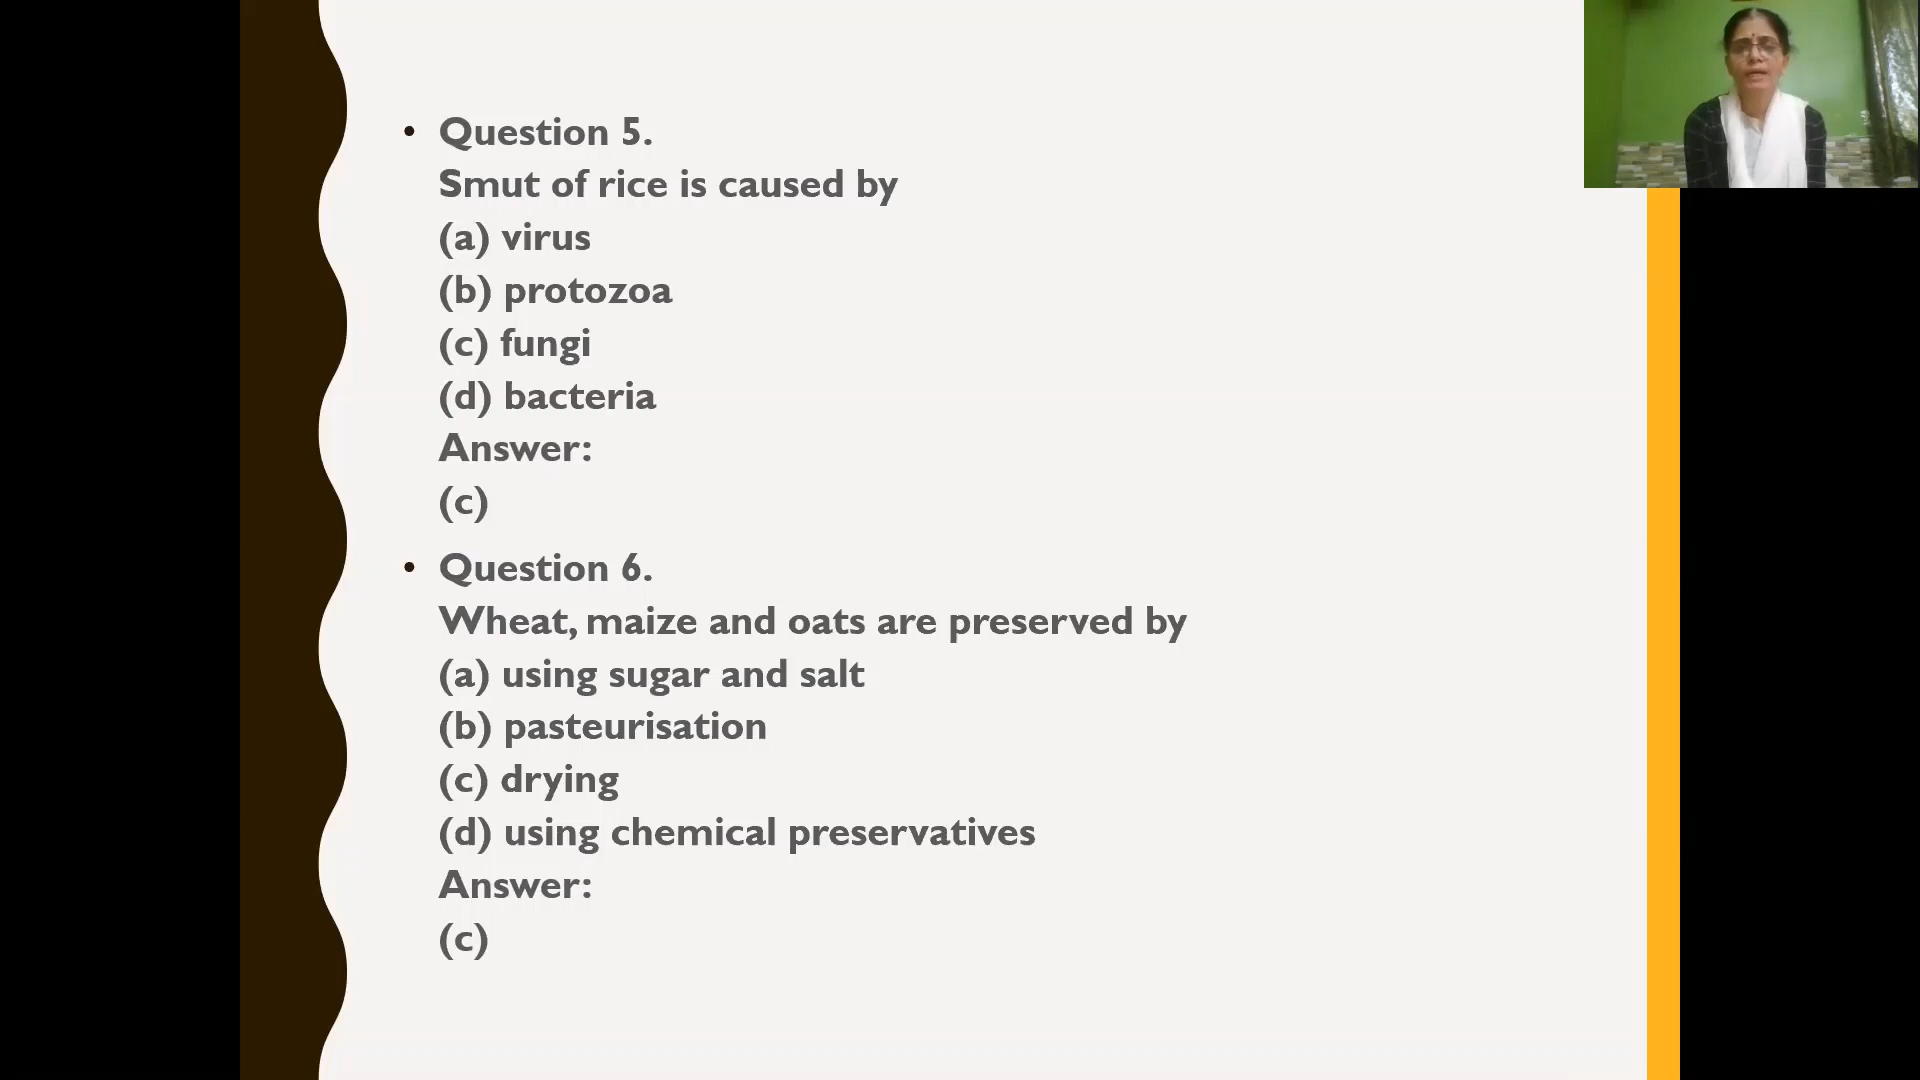 • Question 5.
Smut of rice is caused by
(a) virus
(b) protozoa
(c) fungi
(d) bacteria
Answer:
(c)
• Question 6.
Wheat, maize and oats are preserved by
(a) using sugar and salt
(b) pasteurisation
(c) drying
(d) using chemical preservatives
Answer:
(c)